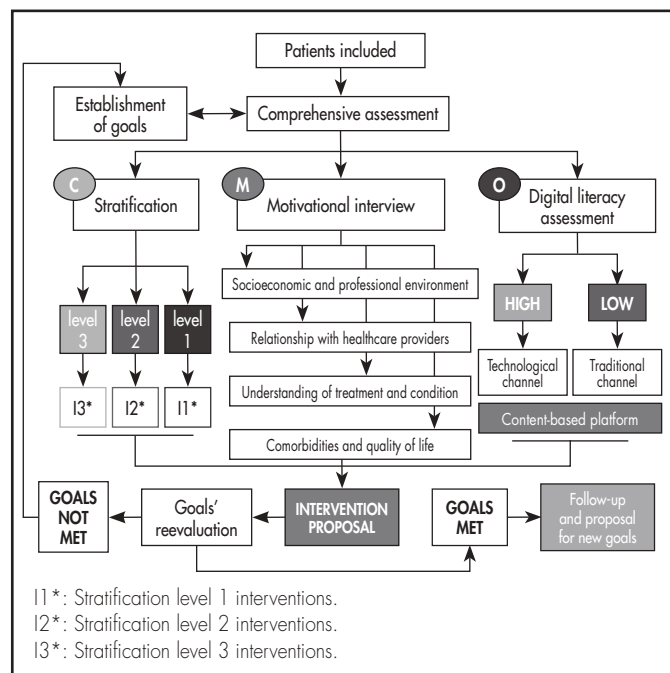 Patients included
Establishment
of goals
Comprehensive assessment
C
Stratification
M
Motivational interview
O
Digital literacy
assessment
level
3
level
2
level
1
I3*
I2*
I1*
Socioeconomic and professional environment
Relationship with healthcare providers
Understanding of treatment and condition
Comorbidities and quality of life
HIGH
LOW
Technological
channel
Traditional
channel
Content-based platform
GOALS
NOT
MET
Goals'
reevaluation
INTERVENTION
PROPOSAL
GOALS
MET
Follow-up
and proposal
for new goals
I1*: Stratification level 1 interventions.
I2*: Stratification level 2 interventions.
I3*: Stratification level 3 interventions.